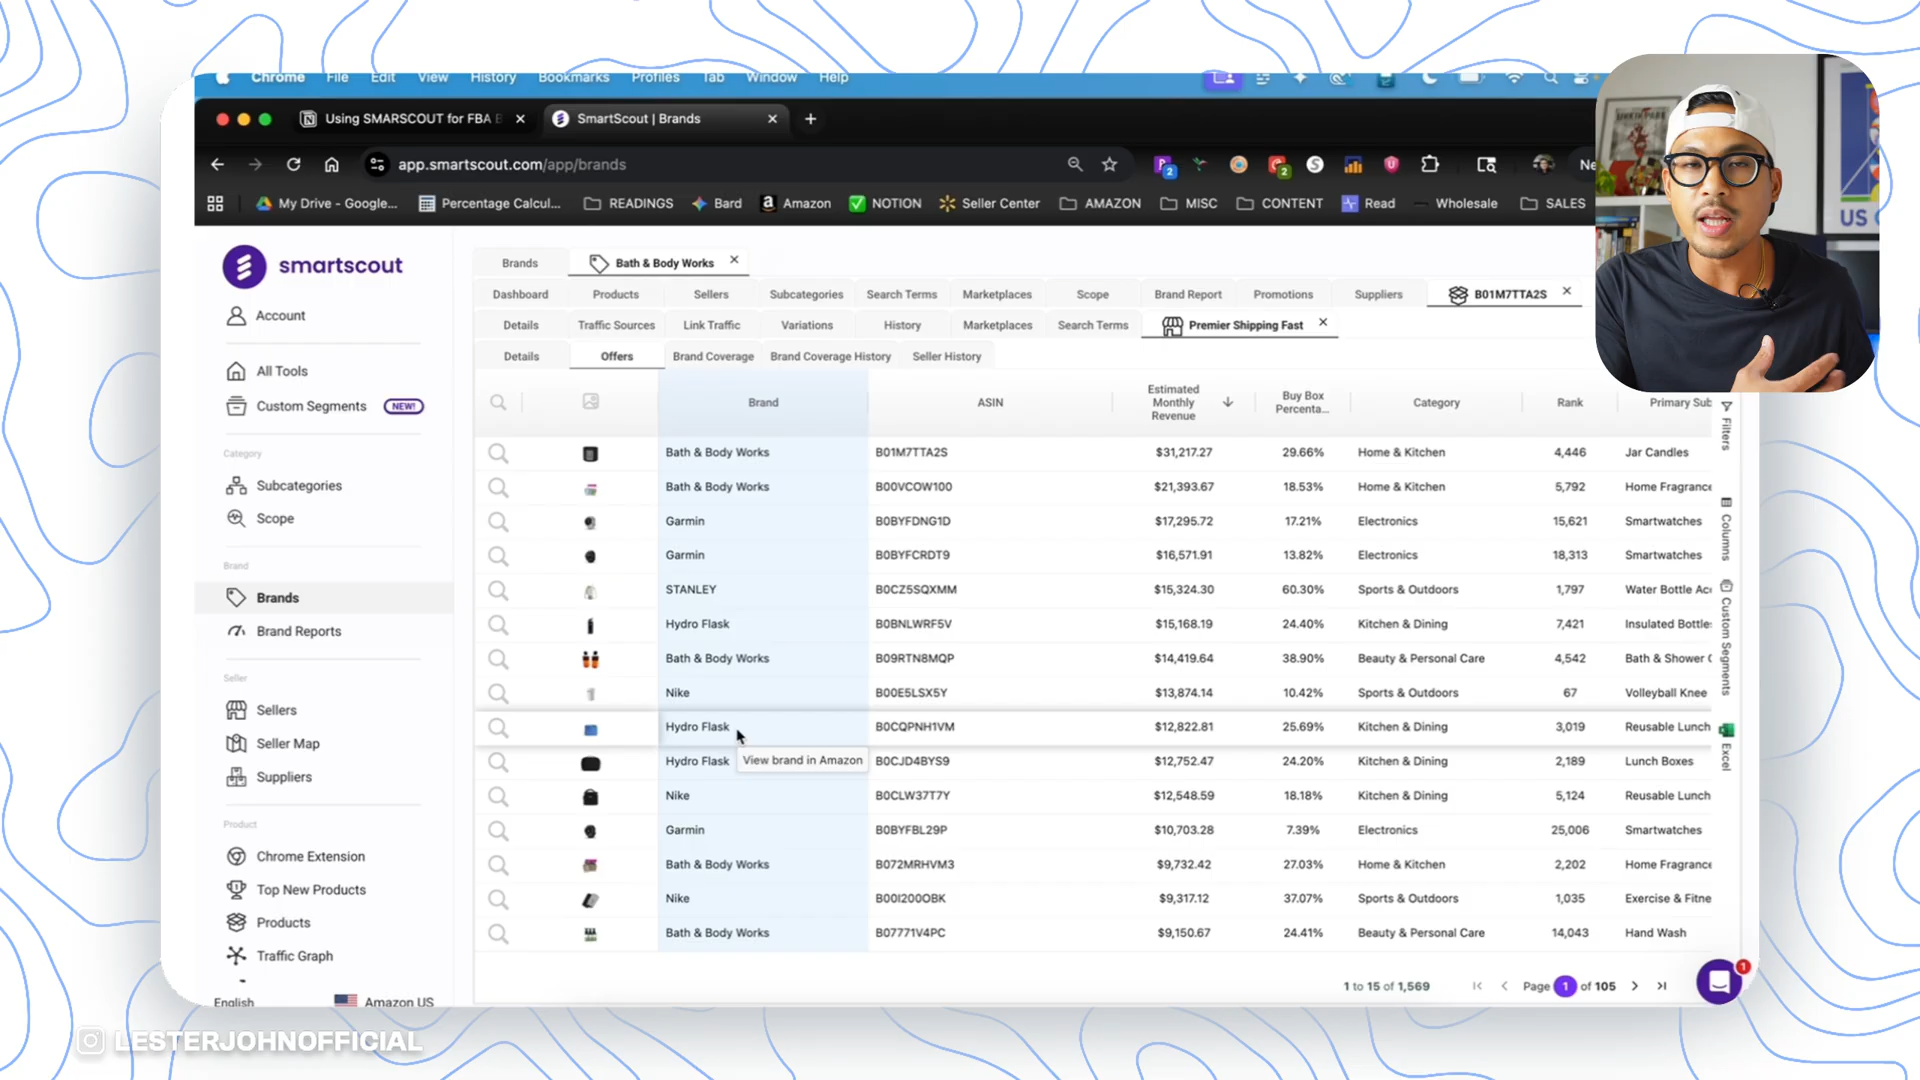 Chrome File Edit View History Bookmarks Profiles Tab Window Help
Using SMARSCOUT for FBA B
SmartScout | Brands
app.smartscout.com/app/brands
2
2
Ne
My Drive - Google... Percentage Calcul... READINGS Bard Amazon NOTION Seller Center AMAZON MISC CONTENT Read Wholesale SALES
US
smartscout
Account
All Tools
Custom Segments NEW!
Category
Subcategories
Scope
Brand
Brands
Brand Reports
Seller
Sellers
Seller Map
Suppliers
Product
Chrome Extension
Top New Products
Products
Traffic Graph
English Amazon US
Brands Bath & Body Works
Dashboard Products Sellers Subcategories Search Terms Marketplaces Scope Brand Report Promotions Suppliers B01M7TTA2S
Details Traffic Sources Link Traffic Variations History Marketplaces Search Terms Premier Shipping Fast
Details Offers Brand Coverage Brand Coverage History Seller History
Brand ASIN Estimated Monthly Revenue Buy Box Percenta... Category Rank Primary Sub
Bath & Body Works B01M7TTA2S $31,217.27 29.66% Home & Kitchen 4,446 Jar Candles
Bath & Body Works B00VCOW100 $21,393.67 18.53% Home & Kitchen 5,792 Home Fragranc
Garmin B0BYFDNG1D $17,295.72 17.21% Electronics 15,621 Smartwatches
Garmin B0BYFCRDT9 $16,571.91 13.82% Electronics 18,313 Smartwatches
STANLEY B0CZ5SQXMM $15,324.30 60.30% Sports & Outdoors 1,797 Water Bottle Acc
Hydro Flask B0BNLWRF5V $15,168.19 24.40% Kitchen & Dining 7,421 Insulated Bottles
Bath & Body Works B09RTN8MQP $14,419.64 38.90% Beauty & Personal Care 4,542 Bath & Shower
Nike B00E5LSX5Y $13,874.14 10.42% Sports & Outdoors 67 Volleyball Knee
Hydro Flask B0CQPNH1VM $12,822.81 25.69% Kitchen & Dining 3,019 Reusable Lunch
View brand in Amazon
Hydro Flask B0CJD4BYS9 $12,752.47 24.20% Kitchen & Dining 2,189 Lunch Boxes
Nike B0CLW37T7Y $12,548.59 18.18% Kitchen & Dining 5,124 Reusable Lunch
Garmin B0BYFBL29P $10,703.28 7.39% Electronics 25,006 Smartwatches
Bath & Body Works B072MRHVM3 $9,732.42 27.03% Home & Kitchen 2,202 Home Fragranc
Nike B00I200OBK $9,317.12 37.07% Sports & Outdoors 1,035 Exercise & Fitne
Bath & Body Works B07771V4PC $9,150.67 24.41% Beauty & Personal Care 14,043 Hand Wash
Filters
Columns
Custom Segments
Excel
1 to 15 of 1,569 Page 1 of 105
1
LESTERJOHNOFFICIAL